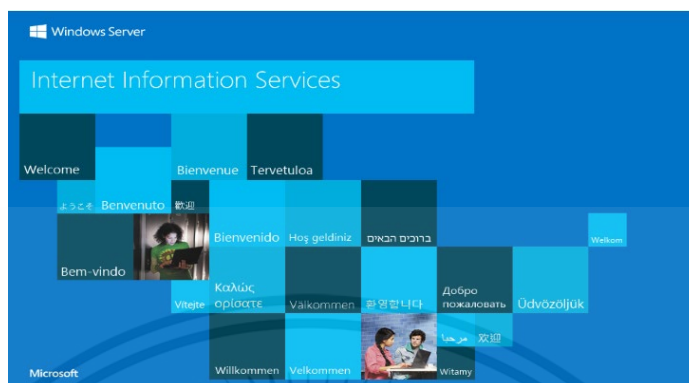 Windows Server
Internet Information Services
Welcome
Bienvenue
Tervetuloa
ようこそ
Benvenuto
歡迎
Bienvenido
Hoş geldiniz
ברוכים הבאים
Welkom
Bem-vindo
Vítejte
Καλώς
ορίσατε
Välkommen
환영합니다
Добро
пожаловать
Üdvözöljük
مرحبا
欢迎
Willkommen
Velkommen
Witamy
Microsoft